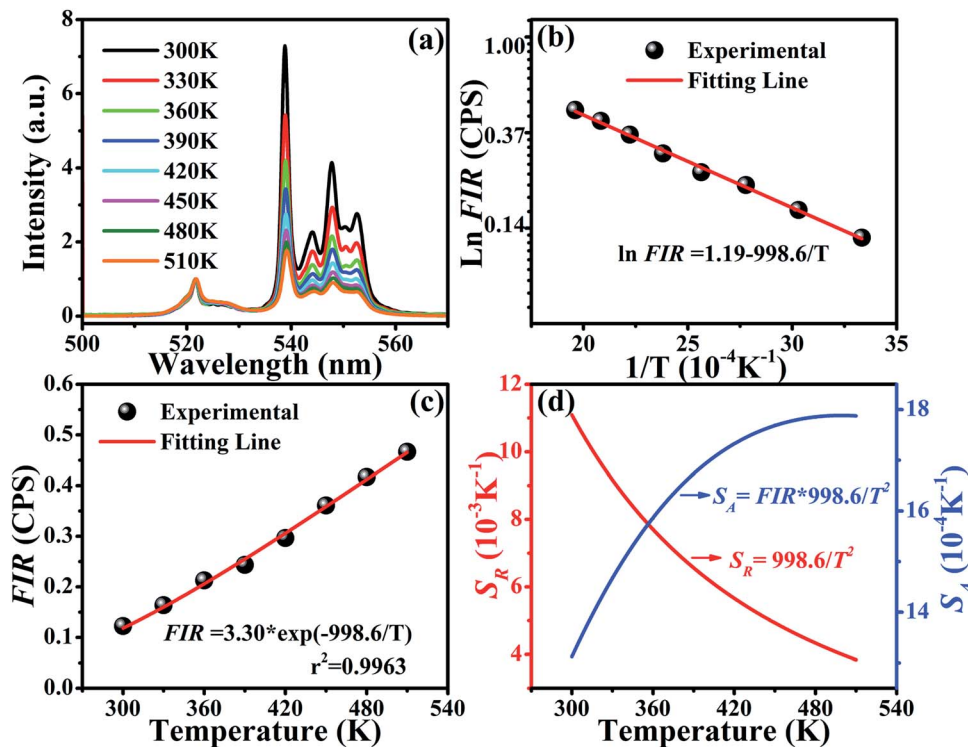 (a)
8
6
4
2
0
Intensity (a.u.)
300K
330K
360K
390K
420K
450K
480K
510K
500 520 540 560
Wavelength (nm)
(b)
1.00
0.37
0.14
Ln FIR (CPS)
Experimental
Fitting Line
ln FIR =1.19-998.6/T
20 25 30 35
1/T (10⁻⁴K⁻¹)
(c)
0.6
0.5
0.4
0.3
0.2
0.1
0.0
FIR (CPS)
Experimental
Fitting Line
FIR =3.30*exp(-998.6/T)
r²=0.9963
300 360 420 480 540
Temperature (K)
(d)
12
10
8
6
4
S_R (10⁻³K⁻¹)
S_A= FIR*998.6/T²
S_R= 998.6/T²
18
16
14
S_A (10⁻⁴K⁻¹)
300 360 420 480 540
Temperature (K)